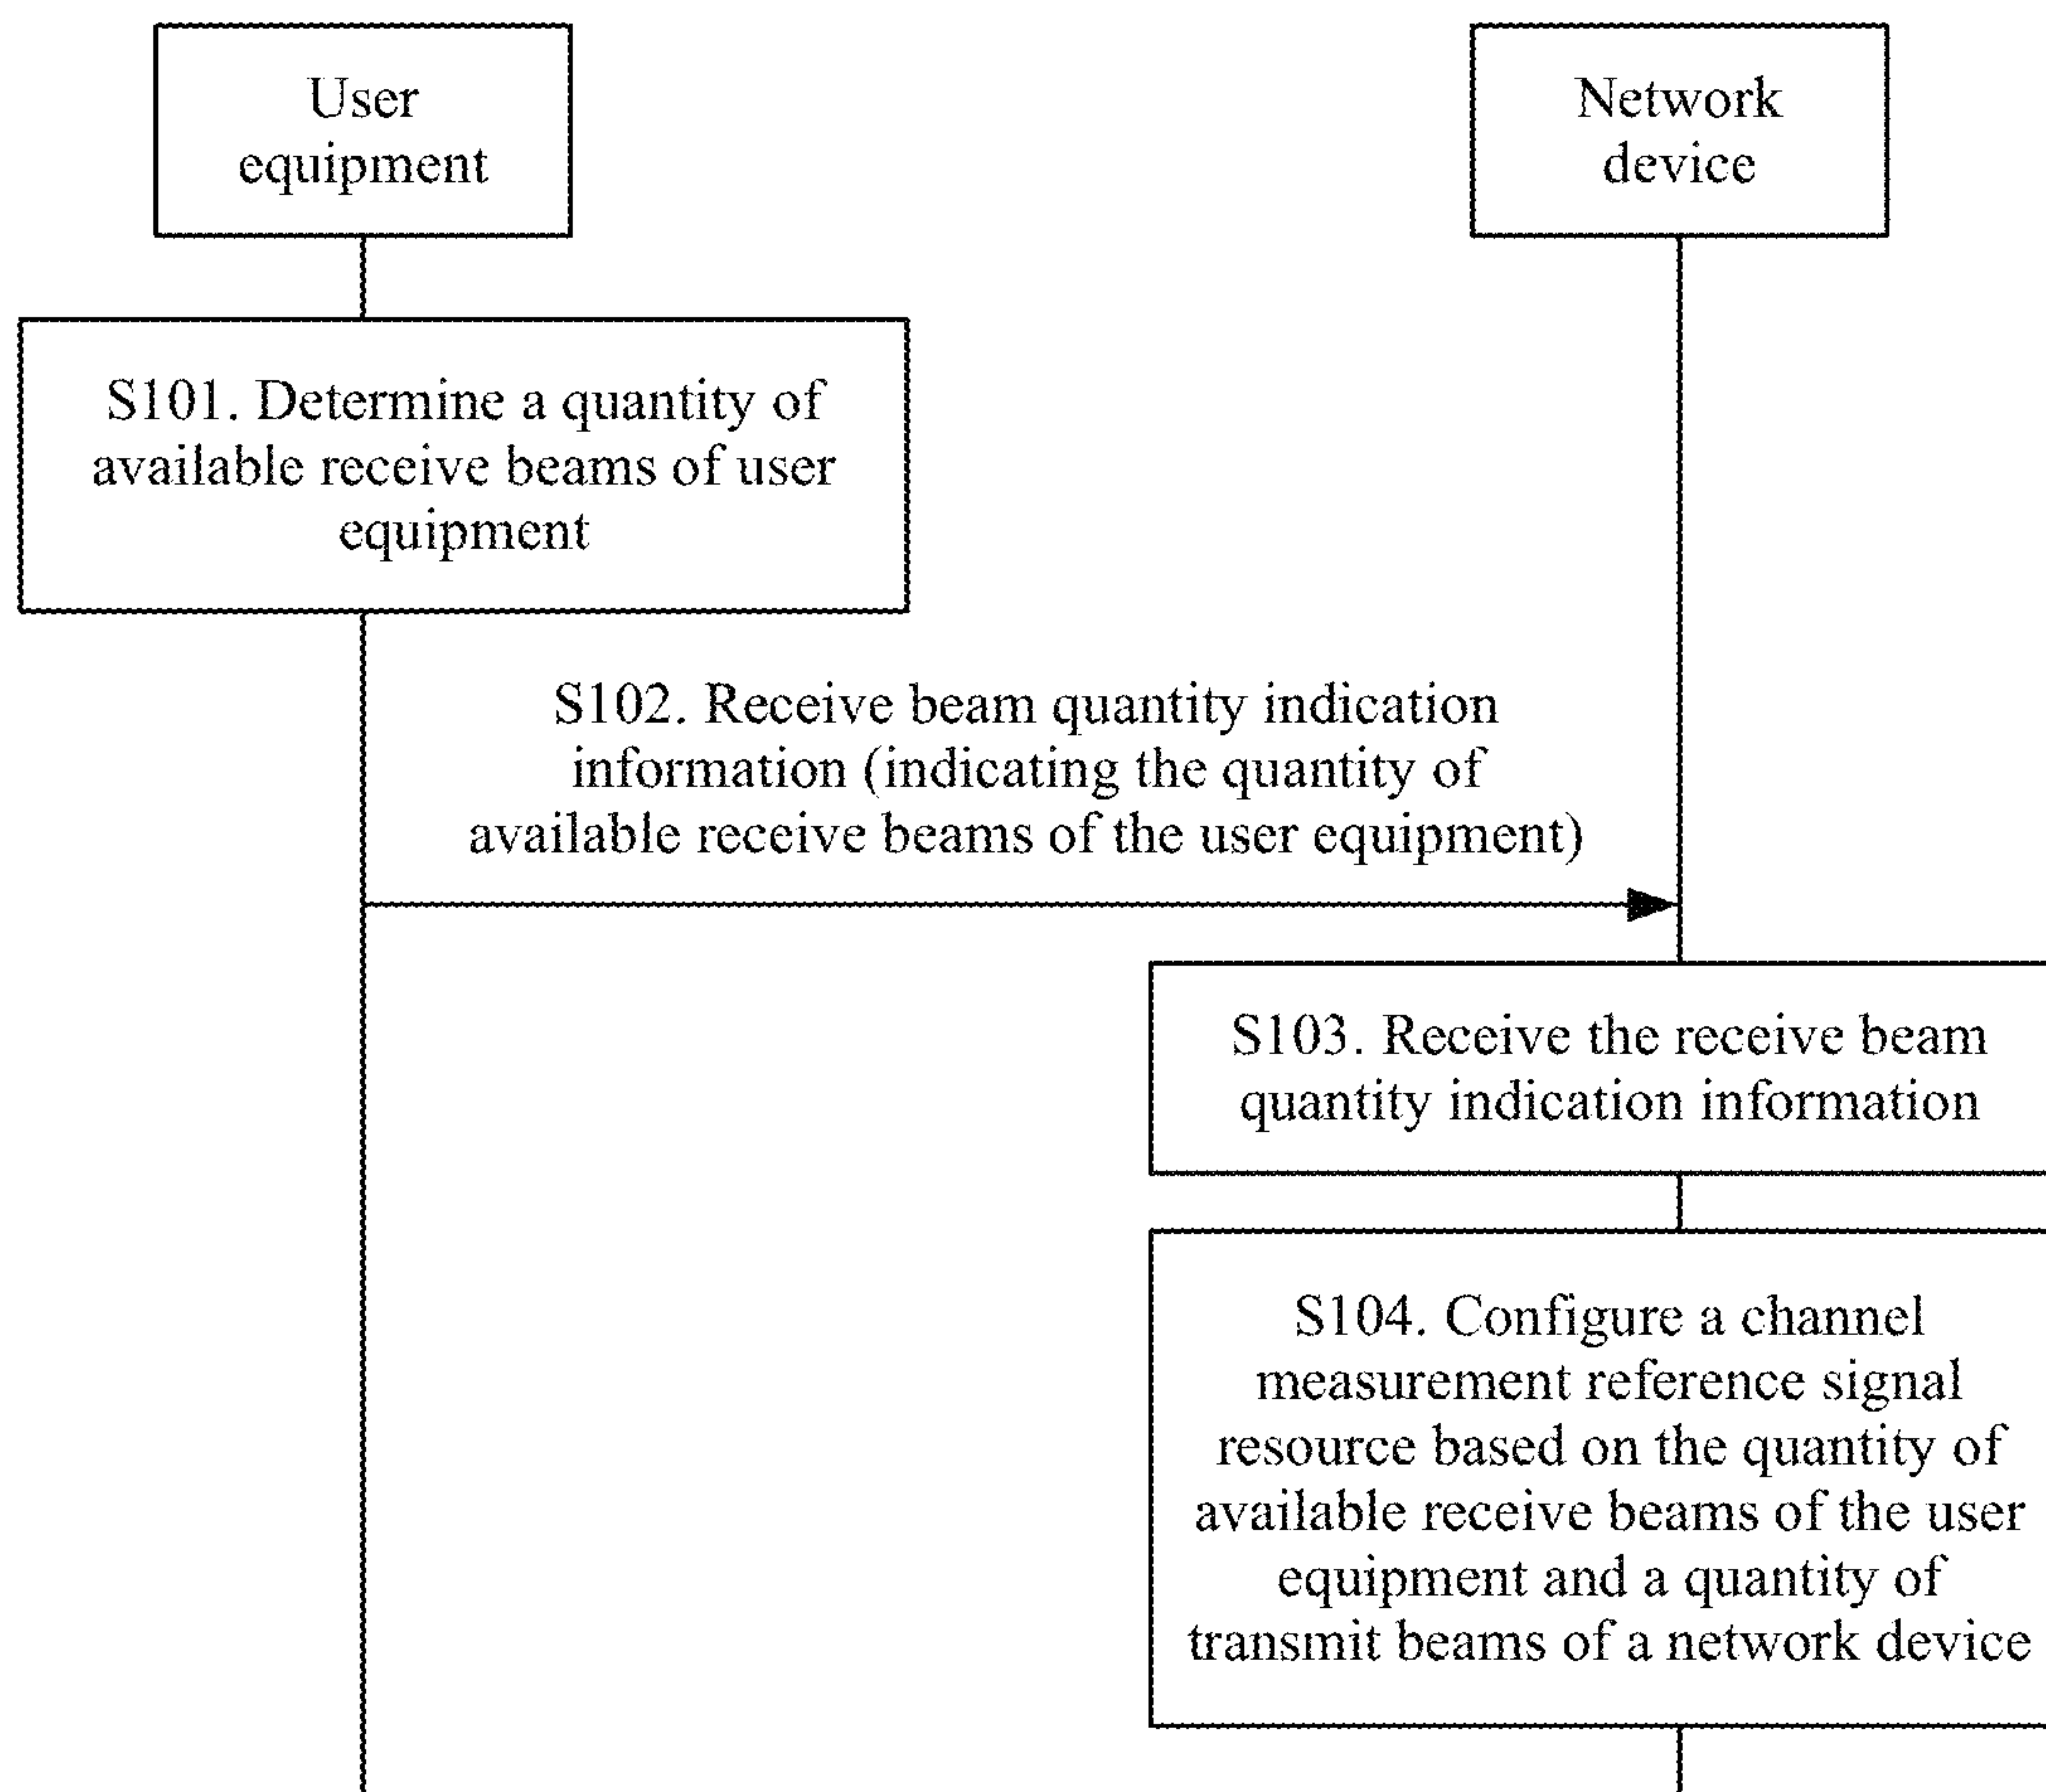 User
equipment
Network
device
S101. Determine a quantity of
available receive beams of user
equipment
S102. Receive beam quantity indication
information (indicating the quantity of
available receive beams of the user equipment)
S103. Receive the receive beam
quantity indication information
S104. Configure a channel
measurement reference signal
resource based on the quantity of
available receive beams of the user
equipment and a quantity of
transmit beams of a network device